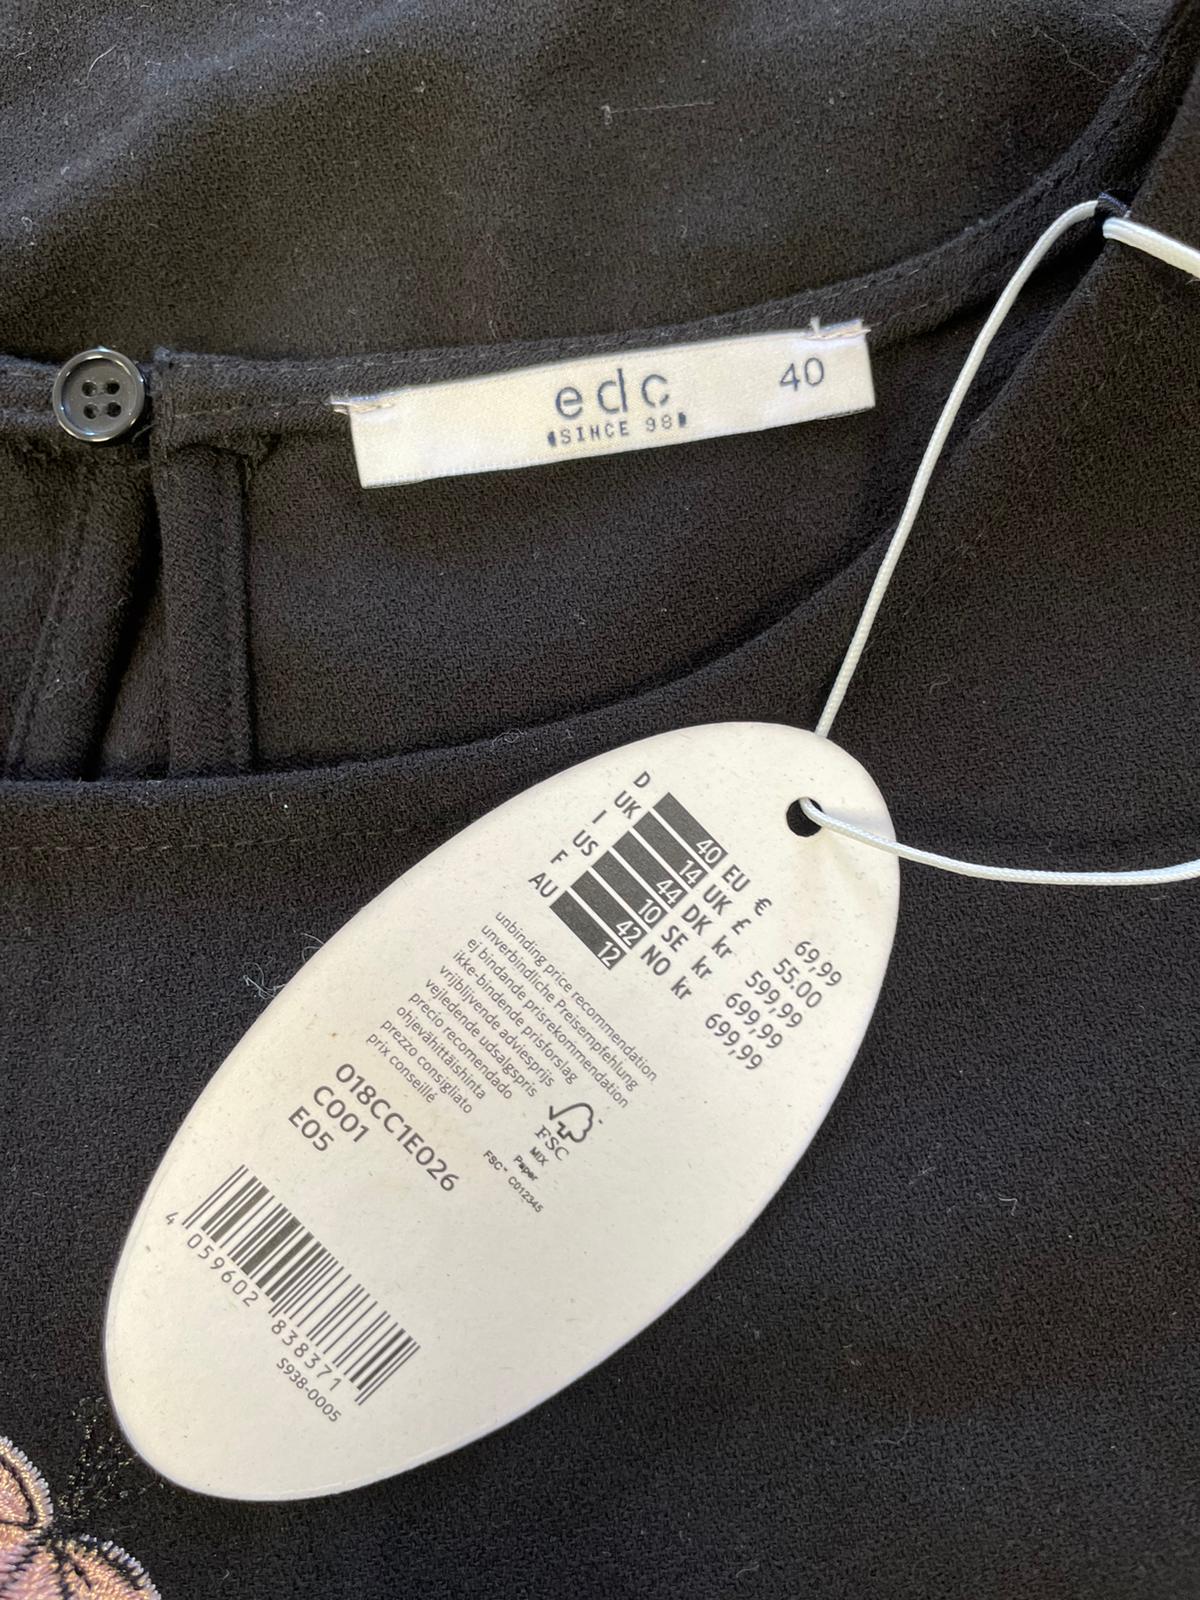 edc
SINCE 98
40
D 40 EU € 69,99
UK 14 UK £ 55.00
I 44 DK kr 599,99
US 10 SE kr 699,99
F 42 NO kr 699,99
AU 12
unbinding price recommendation
unverbindliche Preisempfehlung
ej bindande prisrekommendation
ikke-bindende prisforslag
vrijblijvende adviesprijs
vejledende udsalgspris
precio recomendado
ohjevähittäishinta
prezzo consigliato
prix conseillé
FSC
MIX
Paper
FSC™ C012345
018CC1E026
C001
E05
4 059602 838371
S938-0005